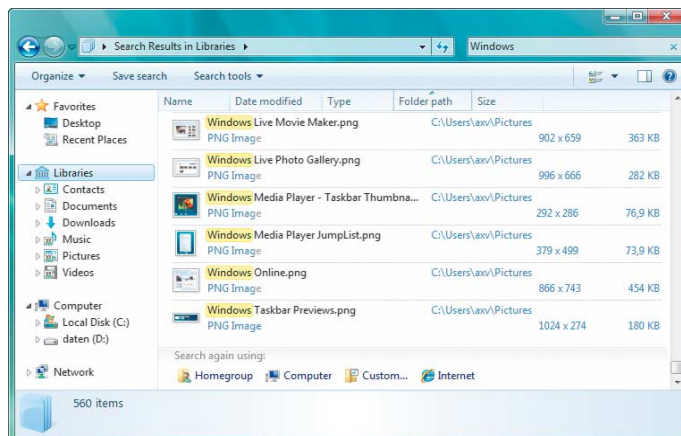 Search Results in Libraries
Windows
Organize
Save search
Search tools
Favorites
Desktop
Recent Places
Libraries
Contacts
Documents
Downloads
Music
Pictures
Videos
Computer
Local Disk (C:)
daten (D:)
Network
Name Date modified Type Folder path Size
Windows Live Movie Maker.png C:\Users\axv\Pictures
PNG Image 902 x 659 363 KB
Windows Live Photo Gallery.png C:\Users\axv\Pictures
PNG Image 996 x 666 282 KB
Windows Media Player - Taskbar Thumbna... C:\Users\axv\Pictures
PNG Image 292 x 286 76,9 KB
Windows Media Player JumpList.png C:\Users\axv\Pictures
PNG Image 379 x 499 73,9 KB
Windows Online.png C:\Users\axv\Pictures
PNG Image 866 x 743 454 KB
Windows Taskbar Previews.png C:\Users\axv\Pictures
PNG Image 1024 x 274 180 KB
Search again using:
Homegroup Computer Custom... Internet
560 items